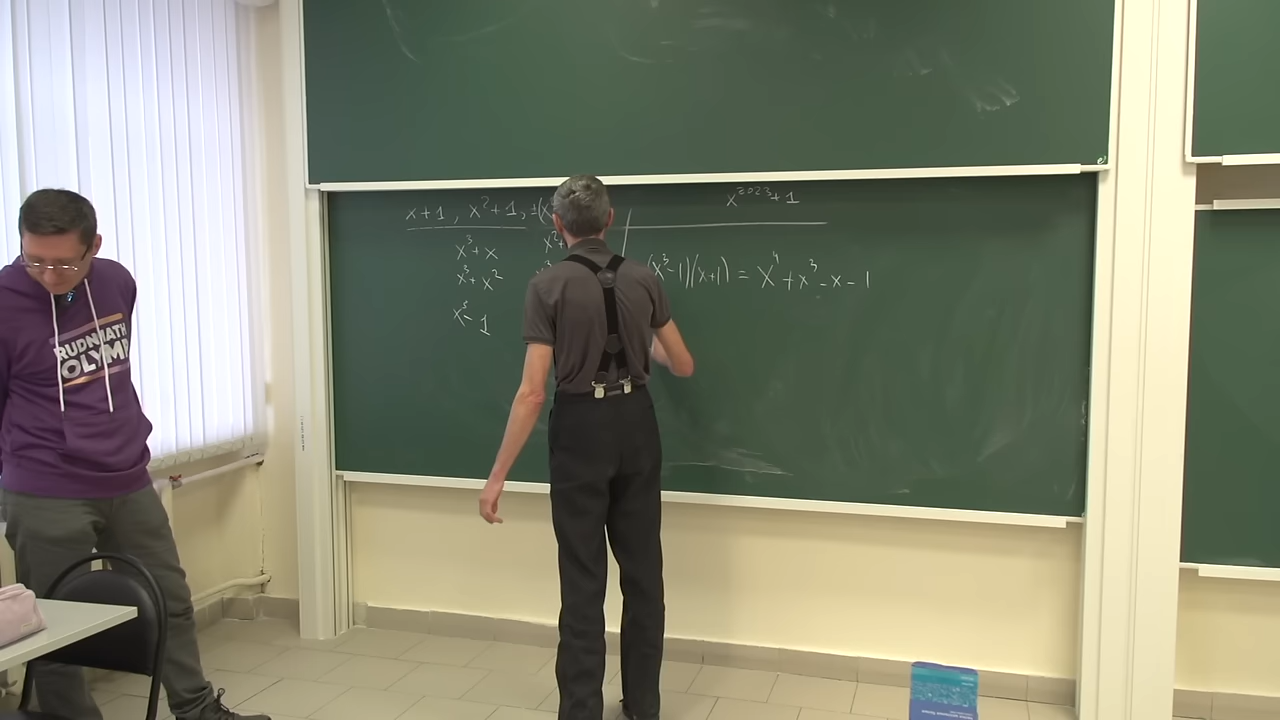 x²⁰²³+1
x+1, x²+1, ±(x
x³+x
x²+
x³+x²
(x³-1)(x+1) = x⁴+x³-x-1
x³-1
RUDN MATH
OLYMP